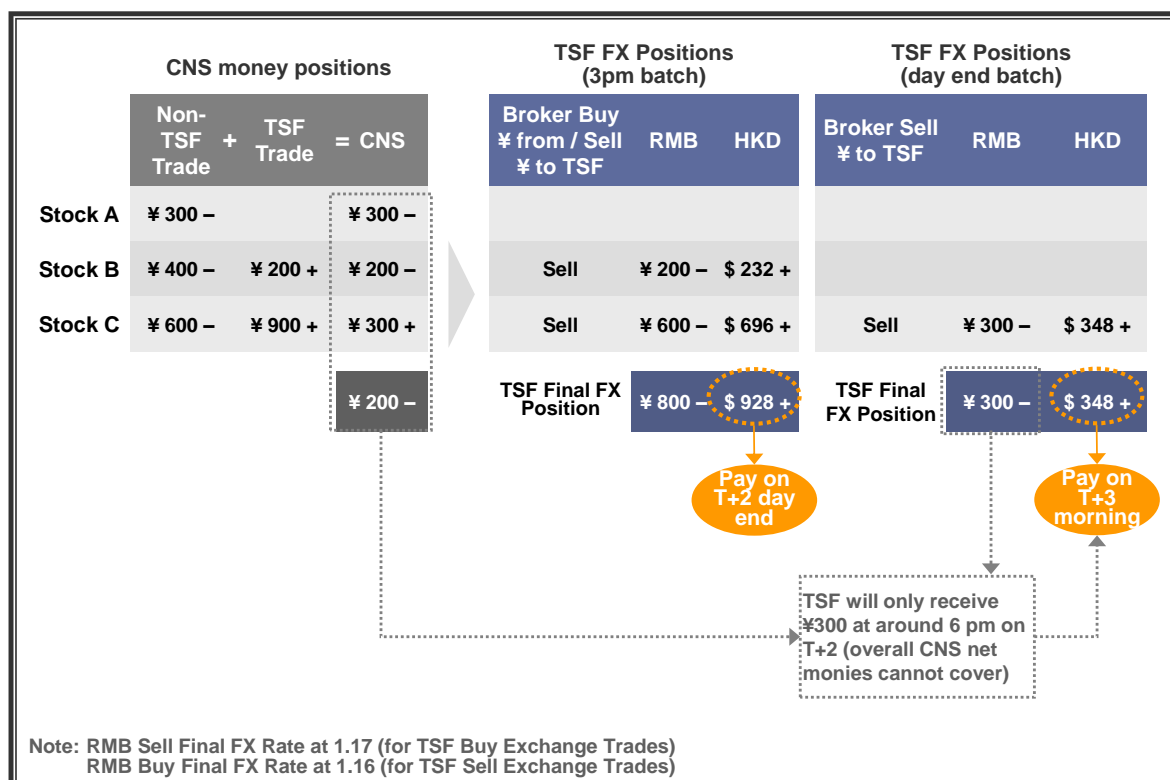 CNS money positions
TSF FX Positions
(3pm batch)
TSF FX Positions
(day end batch)
Non-
TSF
Trade
+
TSF
Trade
= CNS
Broker Buy
¥ from / Sell
¥ to TSF
RMB
HKD
Broker Sell
¥ to TSF
RMB
HKD
Stock A
¥ 300 –
¥ 300 –
Stock B
¥ 400 –
¥ 200 +
¥ 200 –
Sell
¥ 200 –
$ 232 +
Stock C
¥ 600 –
¥ 900 +
¥ 300 +
Sell
¥ 600 –
$ 696 +
Sell
¥ 300 –
$ 348 +
¥ 200 –
TSF Final FX
Position
¥ 800 –
$ 928 +
TSF Final
FX Position
¥ 300 –
$ 348 +
Pay on
T+2 day
end
Pay on
T+3
morning
TSF will only receive
¥300 at around 6 pm on
T+2 (overall CNS net
monies cannot cover)
Note: RMB Sell Final FX Rate at 1.17 (for TSF Buy Exchange Trades)
RMB Buy Final FX Rate at 1.16 (for TSF Sell Exchange Trades)